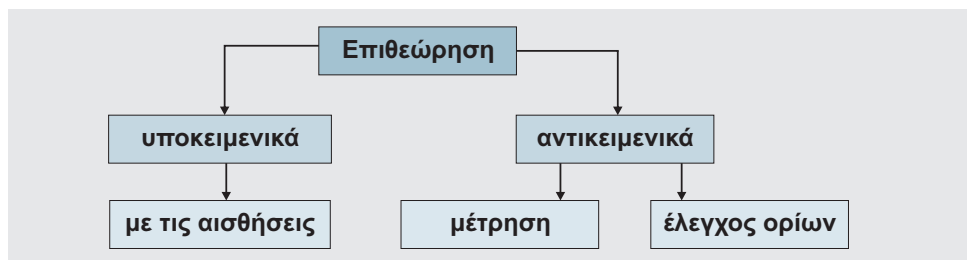 Επιθεώρηση
υποκειμενικά
αντικειμενικά
με τις αισθήσεις
μέτρηση
έλεγχος ορίων